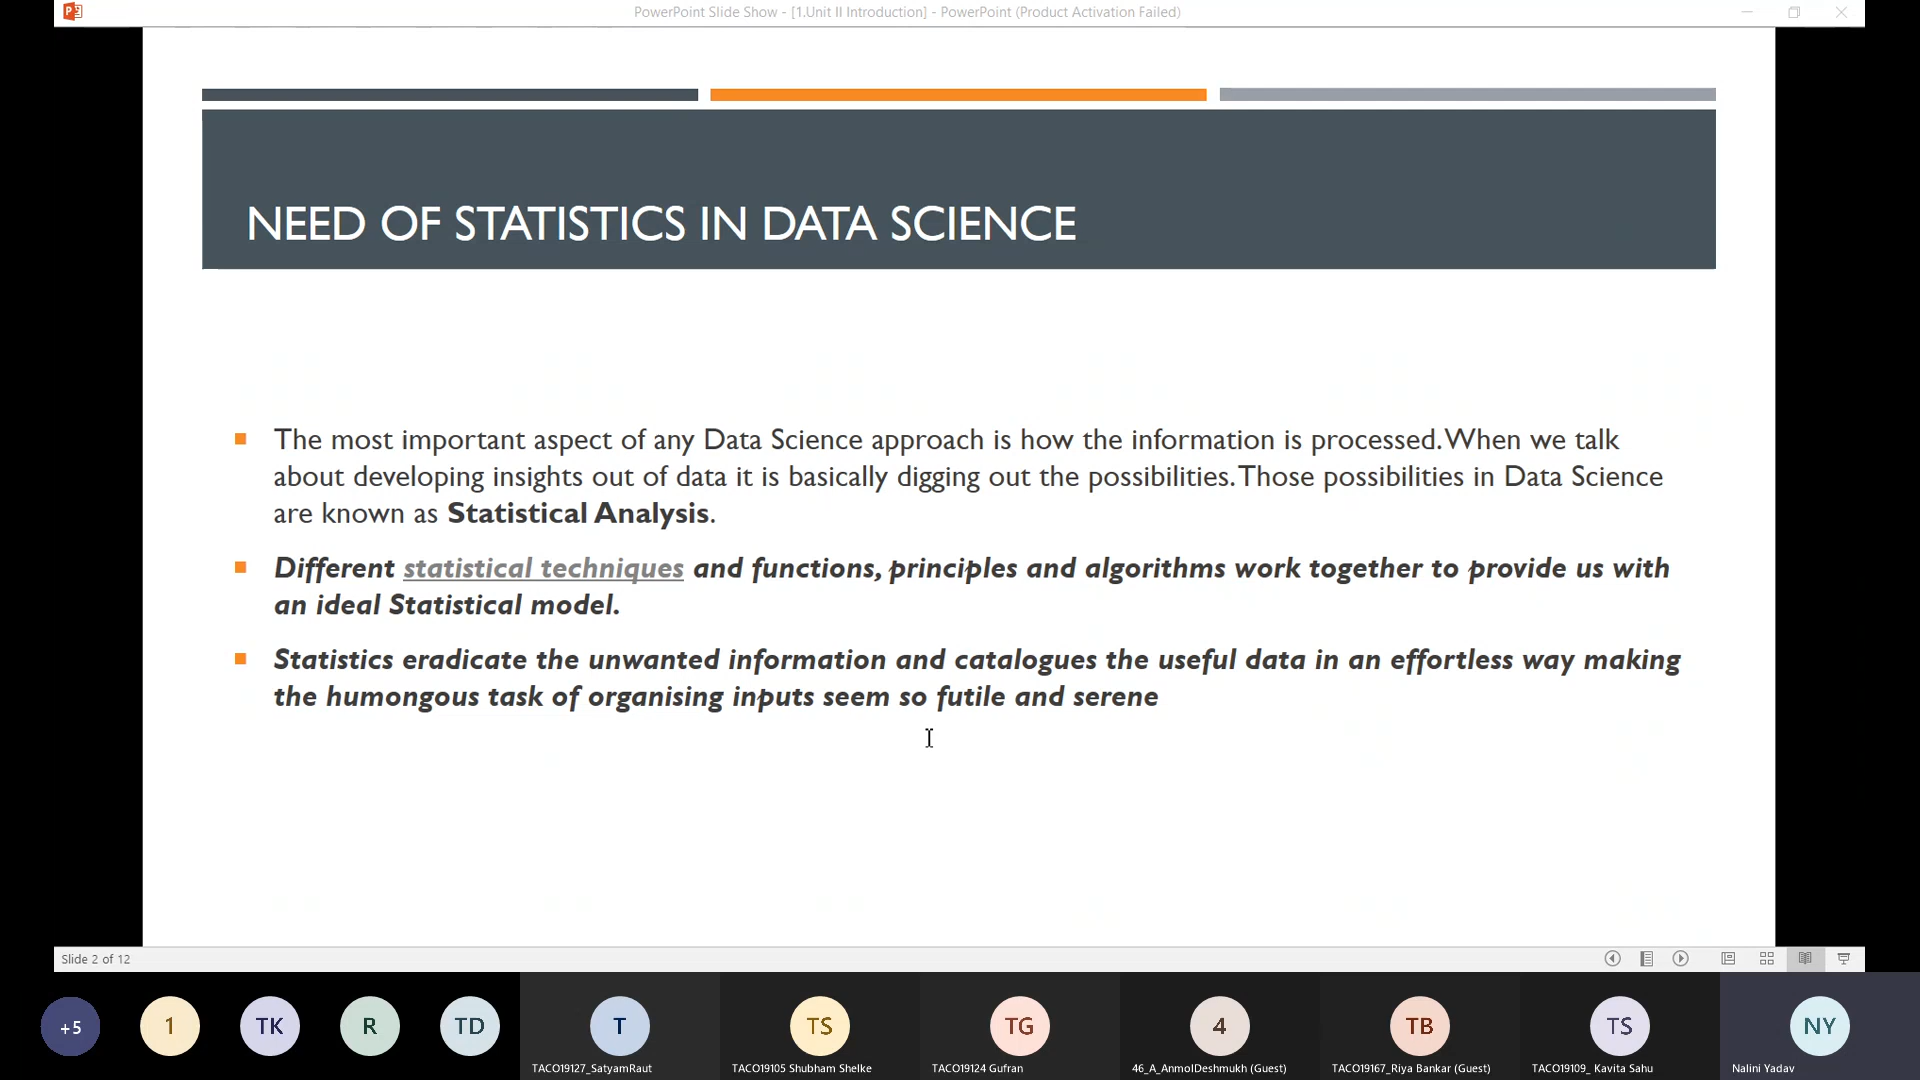 PowerPoint Slide Show - [1.Unit II Introduction] - PowerPoint (Product Activation Failed)
NEED OF STATISTICS IN DATA SCIENCE
The most important aspect of any Data Science approach is how the information is processed. When we talk
about developing insights out of data it is basically digging out the possibilities. Those possibilities in Data Science
are known as Statistical Analysis.
Different statistical techniques and functions, principles and algorithms work together to provide us with
an ideal Statistical model.
Statistics eradicate the unwanted information and catalogues the useful data in an effortless way making
the humongous task of organising inputs seem so futile and serene
Slide 2 of 12
+5 1 TK R TD T TS TG 4 TB TS NY
TACO19127_SatyamRaut TACO19105 Shubham Shelke TACO19124 Gufran 46_A_AnmolDeshmukh (Guest) TACO19167_Riya Bankar (Guest) TACO19109_ Kavita Sahu Nalini Yadav